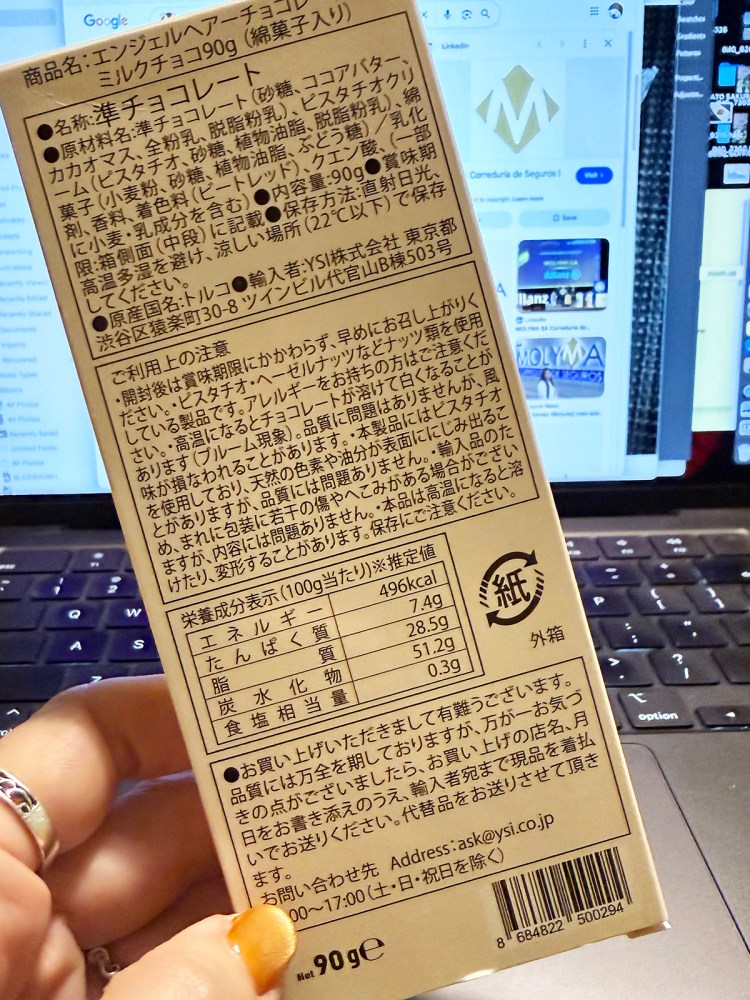 商品名:エンジェルヘアーチョコレ
ミルクチョコ90g(綿菓子入り)
●名称:準チョコレート
●原材料名:準チョコレート(砂糖、ココアバター、
カカオマス、全粉乳、脱脂粉乳)、ピスタチオクリ
ーム(ピスタチオ、砂糖、植物油脂、脱脂粉乳)、綿
菓子(小麦粉、砂糖、植物油脂、ぶどう糖)/乳化
剤、香料、着色料(ビートレッド)、クエン酸、(一部
に小麦・乳成分を含む)●内容量:90g●賞味期
限:箱側面(中段)に記載●保存方法:直射日光、
高温多湿を避け、涼しい場所(22℃以下)で保存
してください。
●原産国名:トルコ●輸入者:YSI株式会社 東京都
渋谷区猿楽町30-8 ツインビル代官山B棟503号
ご利用上の注意
・開封後は賞味期限にかかわらず、早めにお召し上がりく
ださい。・ピスタチオ・ヘーゼルナッツなどナッツ類を使用
している製品です。アレルギーをお持ちの方はご注意くだ
さい。・高温になるとチョコレートが溶けて白くなることが
あります(ブルーム現象)。品質に問題はありませんが、風
味が損なわれることがあります。・本製品にはピスタチオ
を使用しており、天然の色素や油分が表面ににじみ出るこ
とがありますが、品質には問題ありません。・輸入品のた
め、まれに包装に若干の傷やへこみがある場合がござい
ますが、内容には問題ありません。・本品は高温になると溶
けたり、変形することがあります。保存にご注意ください。
栄養成分表示(100g当たり)※推定値
エネルギー 496kcal
たんぱく質 7.4g
脂質 28.5g
炭水化物 51.2g
食塩相当量 0.3g
紙
外箱
●お買い上げいただきまして有難うございます。
品質には万全を期しておりますが、万が一お気づ
きの点がございましたら、お買い上げの店名、月
日をお書き添えのうえ、輸入者宛まで現品を着払
いでお送りください。代替品をお送りさせて頂き
ます。
お問い合わせ先 Address:ask@ysi.co.jp
00~17:00(土・日・祝日を除く)
Net 90g℮
8 684822 500294
Google
Linkedin
Correduría de Seguros |
Visit
Save
Allianz
MOLYMA
option